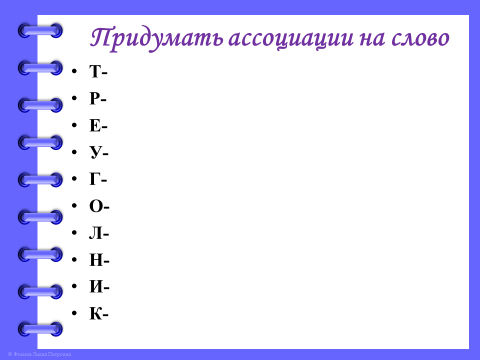 Придумать ассоциации на слово
• Т-
• Р-
• Е-
• У-
• Г-
• О-
• Л-
• Н-
• И-
• К-